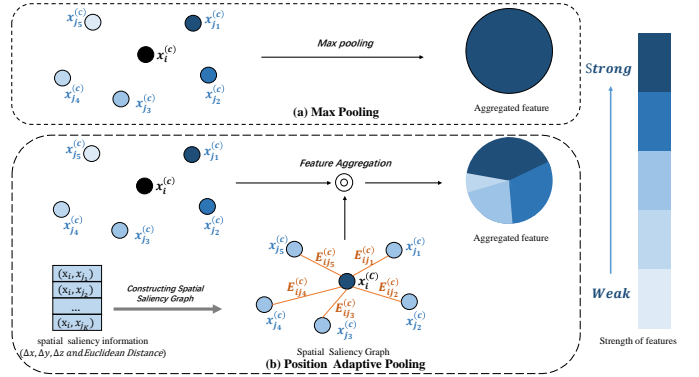 x_{j_5}^{(c)}
x_{j_1}^{(c)}
x_i^{(c)}
x_{j_4}^{(c)}
x_{j_3}^{(c)}
x_{j_2}^{(c)}
Max pooling
(a) Max Pooling
Aggregated feature
x_{j_5}^{(c)}
x_{j_1}^{(c)}
x_i^{(c)}
x_{j_4}^{(c)}
x_{j_3}^{(c)}
x_{j_2}^{(c)}
Feature Aggregation
Aggregated feature
(x_i, x_{j_1})
(x_i, x_{j_2})
...
(x_i, x_{j_K})
spatial saliency information
(Δx, Δy, Δz and Euclidean Distance)
Constructing Spatial
Saliency Graph
x_{j_5}^{(c)}
E_{ij_5}^{(c)}
E_{ij_1}^{(c)}
x_{j_1}^{(c)}
x_i^{(C)}
E_{ij_4}^{(c)}
E_{ij_3}^{(c)}
E_{ij_2}^{(c)}
x_{j_4}^{(c)}
x_{j_3}^{(c)}
x_{j_2}^{(c)}
Spatial Saliency Graph
(b) Position Adaptive Pooling
Strong
Weak
Strength of features